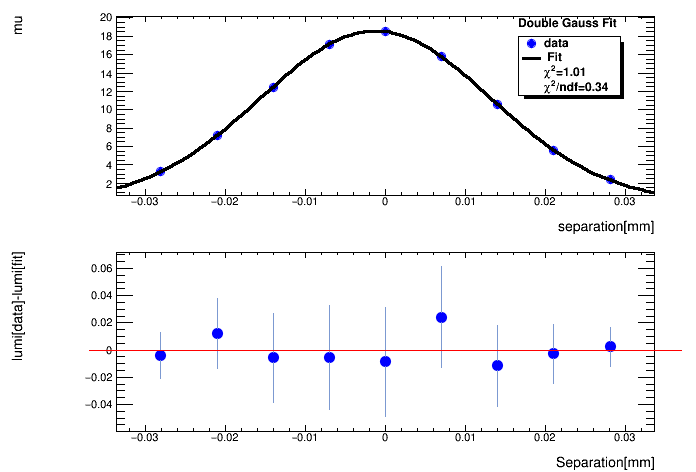 mu
20
18
16
14
12
10
8
6
4
2
Double Gauss Fit
data
Fit
χ²=1.01
χ²/ndf=0.34
−0.03 −0.02 −0.01 0 0.01 0.02 0.03
separation[mm]
lumi[data]-lumi[fit]
0.06
0.04
0.02
0
−0.02
−0.04
−0.03 −0.02 −0.01 0 0.01 0.02 0.03
Separation[mm]